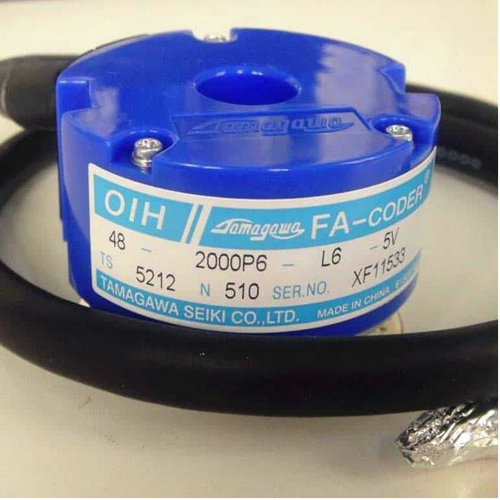 Tamagawa
OIH // Tamagawa FA-CODER®
48 - 2000P6 - L6 - 5V
TS 5212 N 510 SER.NO. XF11533
TAMAGAWA SEIKI CO.,LTD. MADE IN CHINA